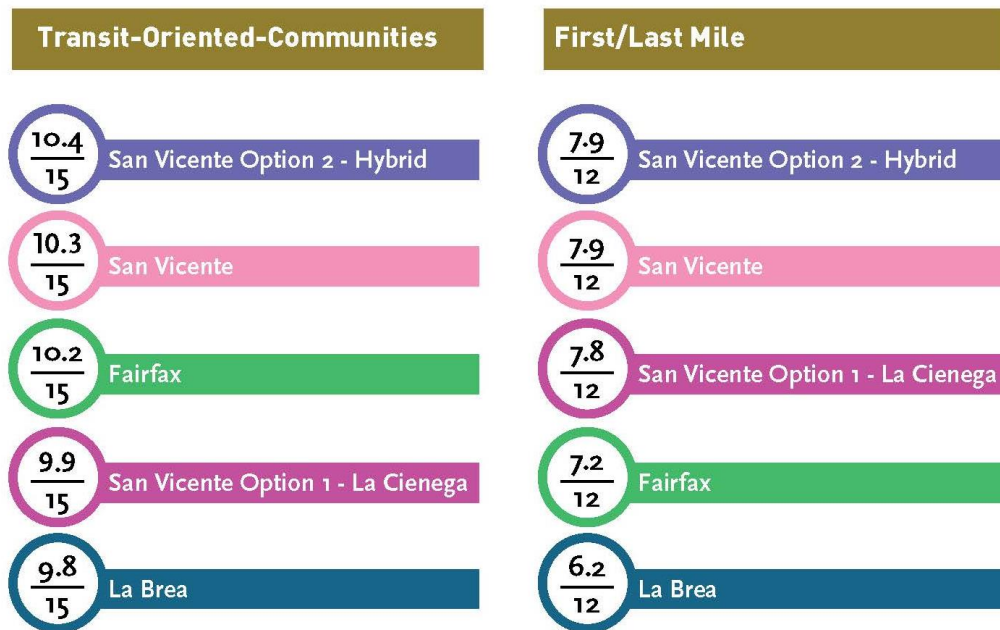 Transit-Oriented-Communities
10.4
15
San Vicente Option 2 - Hybrid
10.3
15
San Vicente
10.2
15
Fairfax
9.9
15
San Vicente Option 1 - La Cienega
9.8
15
La Brea
First/Last Mile
7.9
12
San Vicente Option 2 - Hybrid
7.9
12
San Vicente
7.8
12
San Vicente Option 1 - La Cienega
7.2
12
Fairfax
6.2
12
La Brea